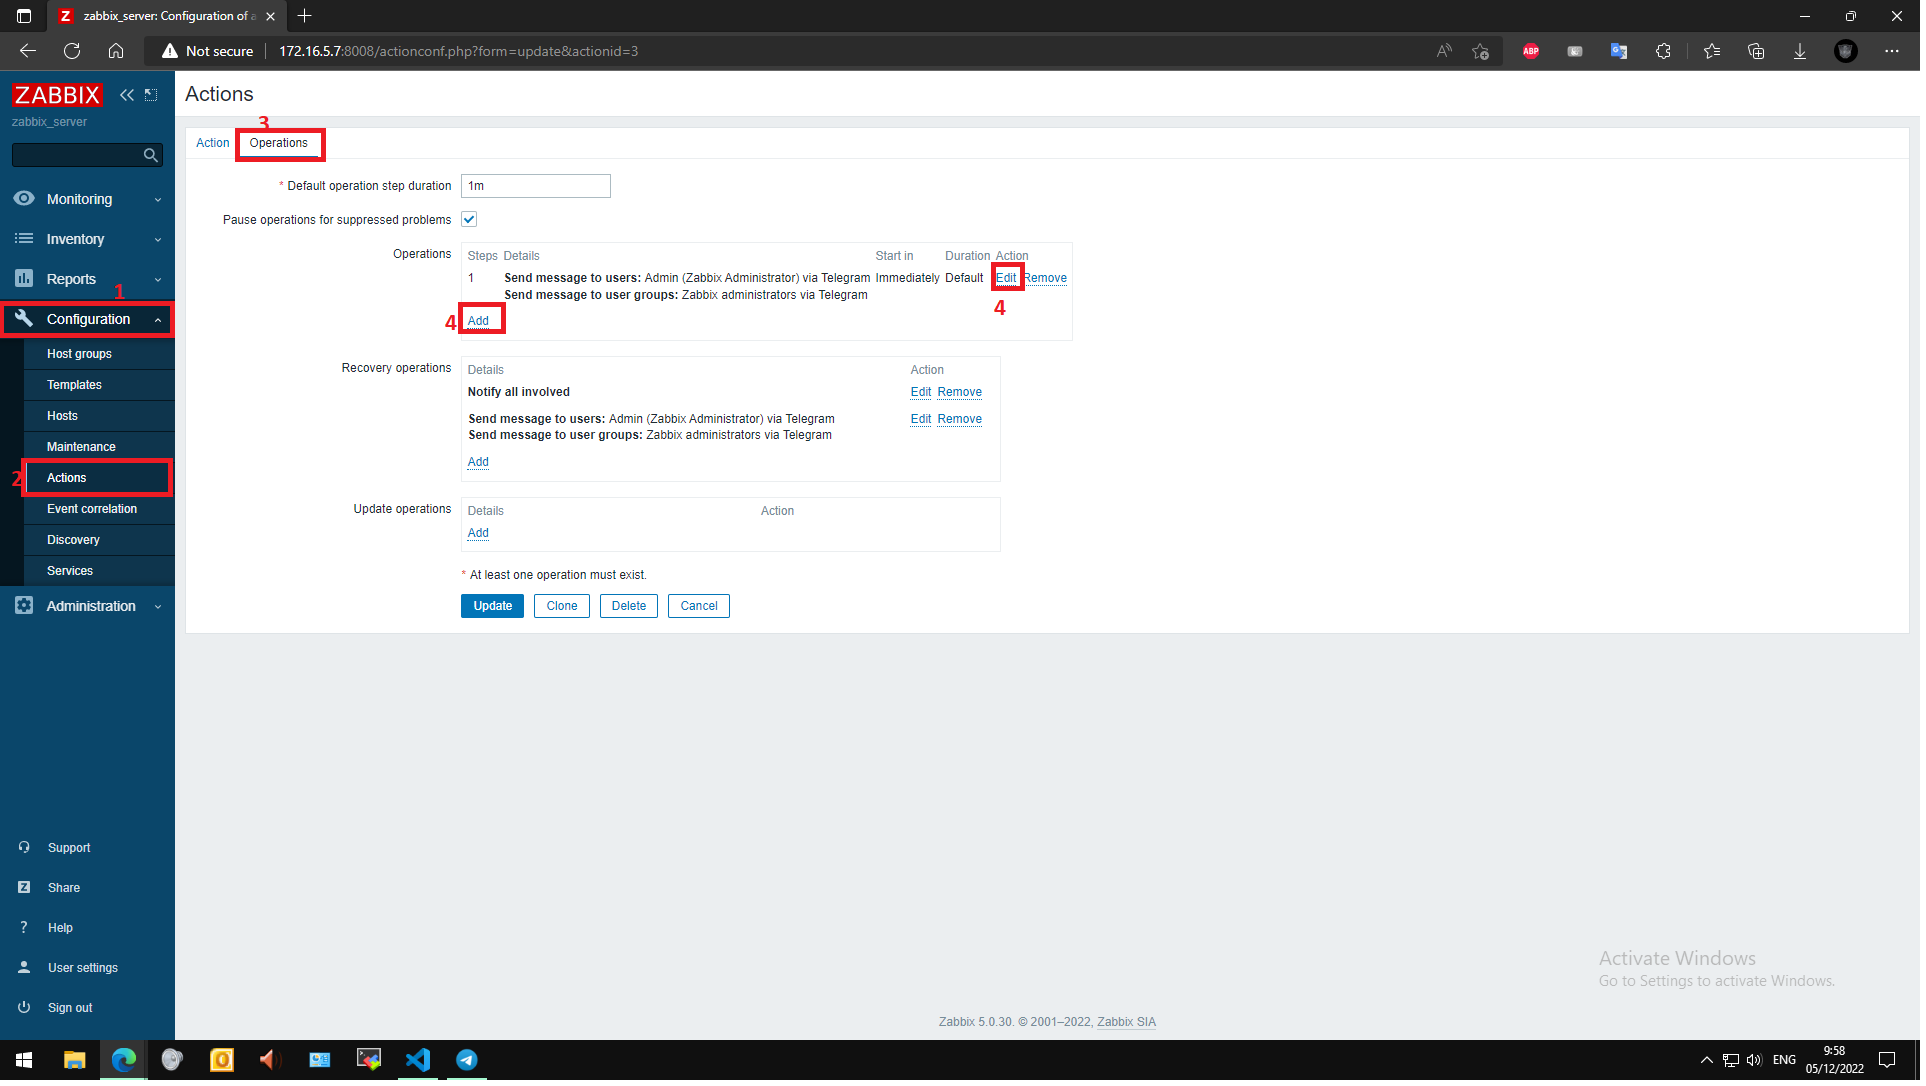 zabbix_server: Configuration of a
Not secure 172.16.5.7:8008/actionconf.php?form=update&actionid=3
ABP
ZABBIX
zabbix_server
Monitoring
Inventory
Reports
1
Configuration
Host groups
Templates
Hosts
Maintenance
2
Actions
Event correlation
Discovery
Services
Administration
Support
Share
Help
User settings
Sign out
Actions
3
Action Operations
* Default operation step duration 1m
Pause operations for suppressed problems
Operations Steps Details Start in Duration Action
1 Send message to users: Admin (Zabbix Administrator) via Telegram Immediately Default Edit Remove
Send message to user groups: Zabbix administrators via Telegram
4
4 Add
Recovery operations Details Action
Notify all involved Edit Remove
Send message to users: Admin (Zabbix Administrator) via Telegram Edit Remove
Send message to user groups: Zabbix administrators via Telegram
Add
Update operations Details Action
Add
* At least one operation must exist.
Update Clone Delete Cancel
Activate Windows
Go to Settings to activate Windows.
Zabbix 5.0.30. © 2001–2022, Zabbix SIA
ENG
9:58
05/12/2022